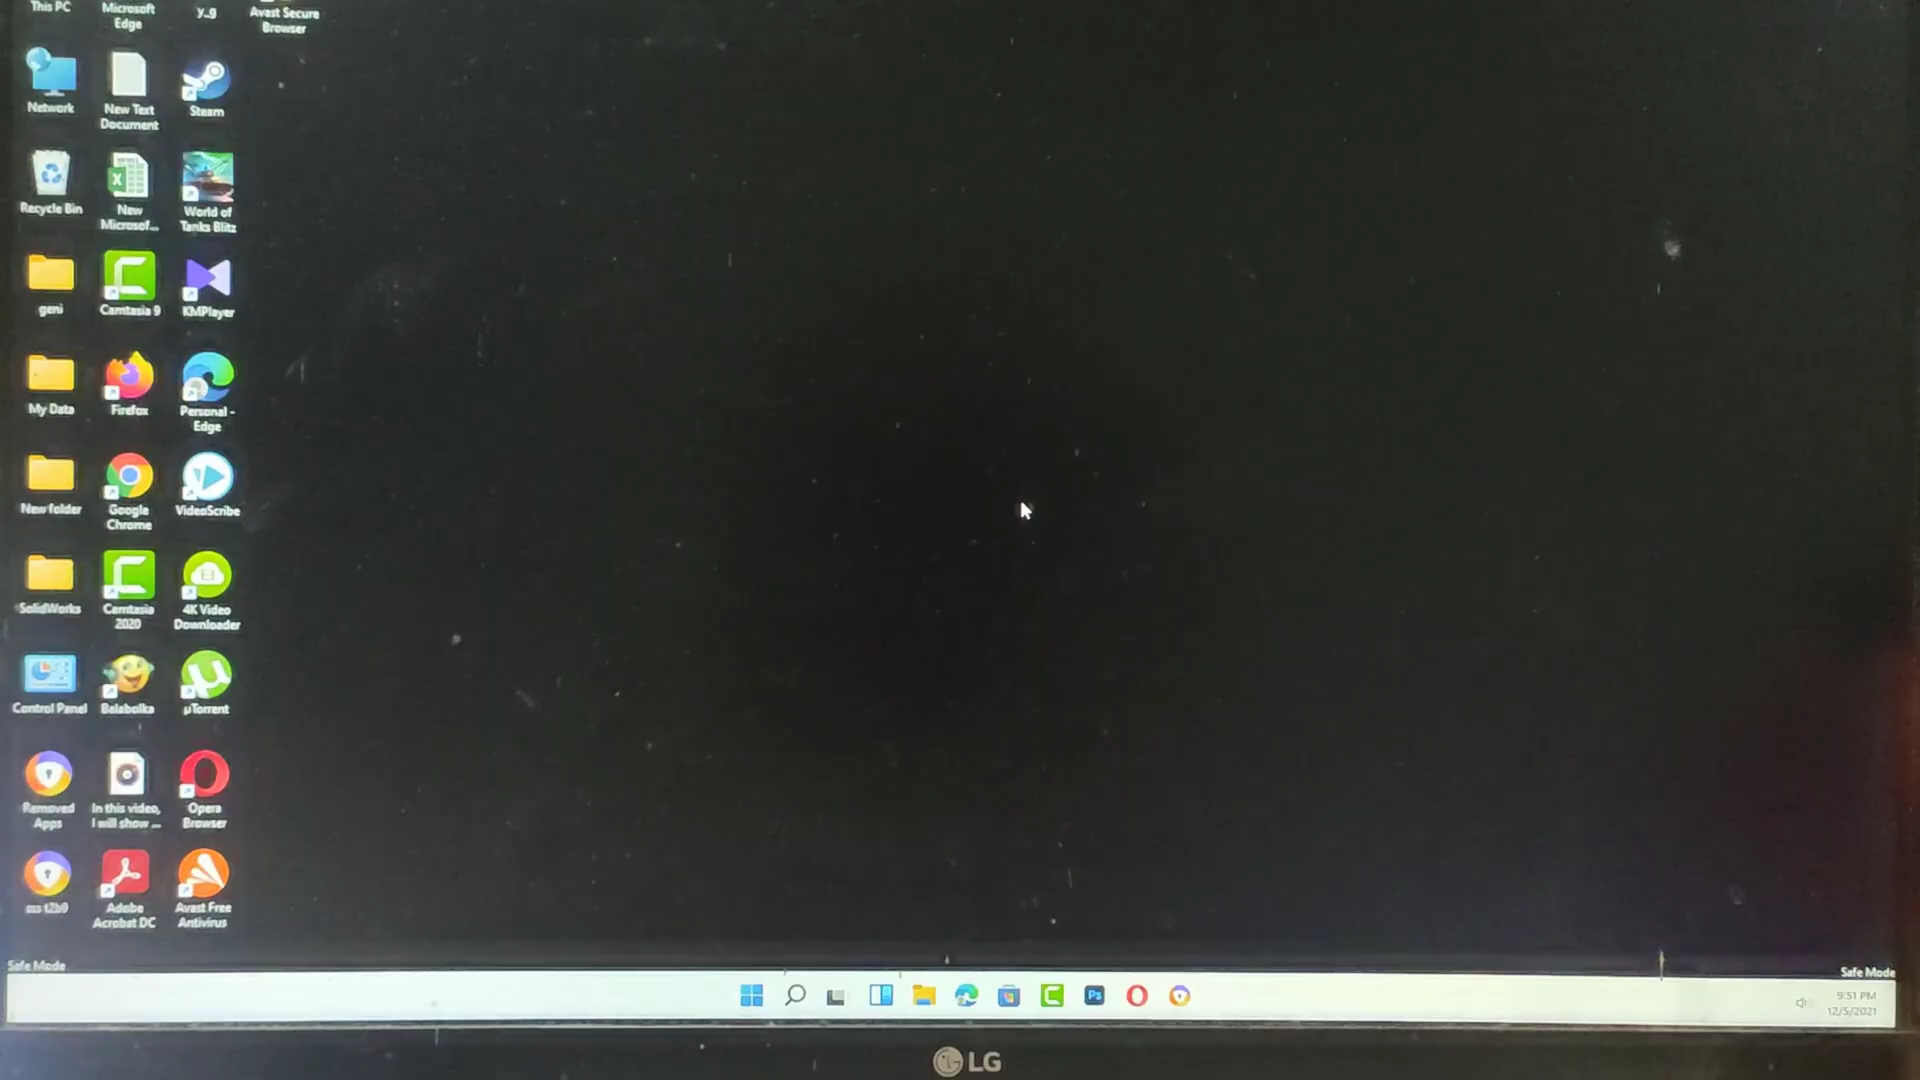 This PC
Microsoft
Edge
y_g
Avast Secure
Browser
Network
New Text
Document
Steam
Recycle Bin
New
Microsof...
World of
Tanks Blitz
geni
Camtasia 9
KMPlayer
My Data
Firefox
Personal -
Edge
New folder
Google
Chrome
VideoScribe
SolidWorks
Camtasia
2020
4K Video
Downloader
Control Panel
Balabolka
µTorrent
Removed
Apps
In this video,
I will show ...
Opera
Browser
Adobe
Acrobat DC
Avast Free
Antivirus
Safe Mode
Safe Mode
Ps
9:51 PM
12/5/2021
LG